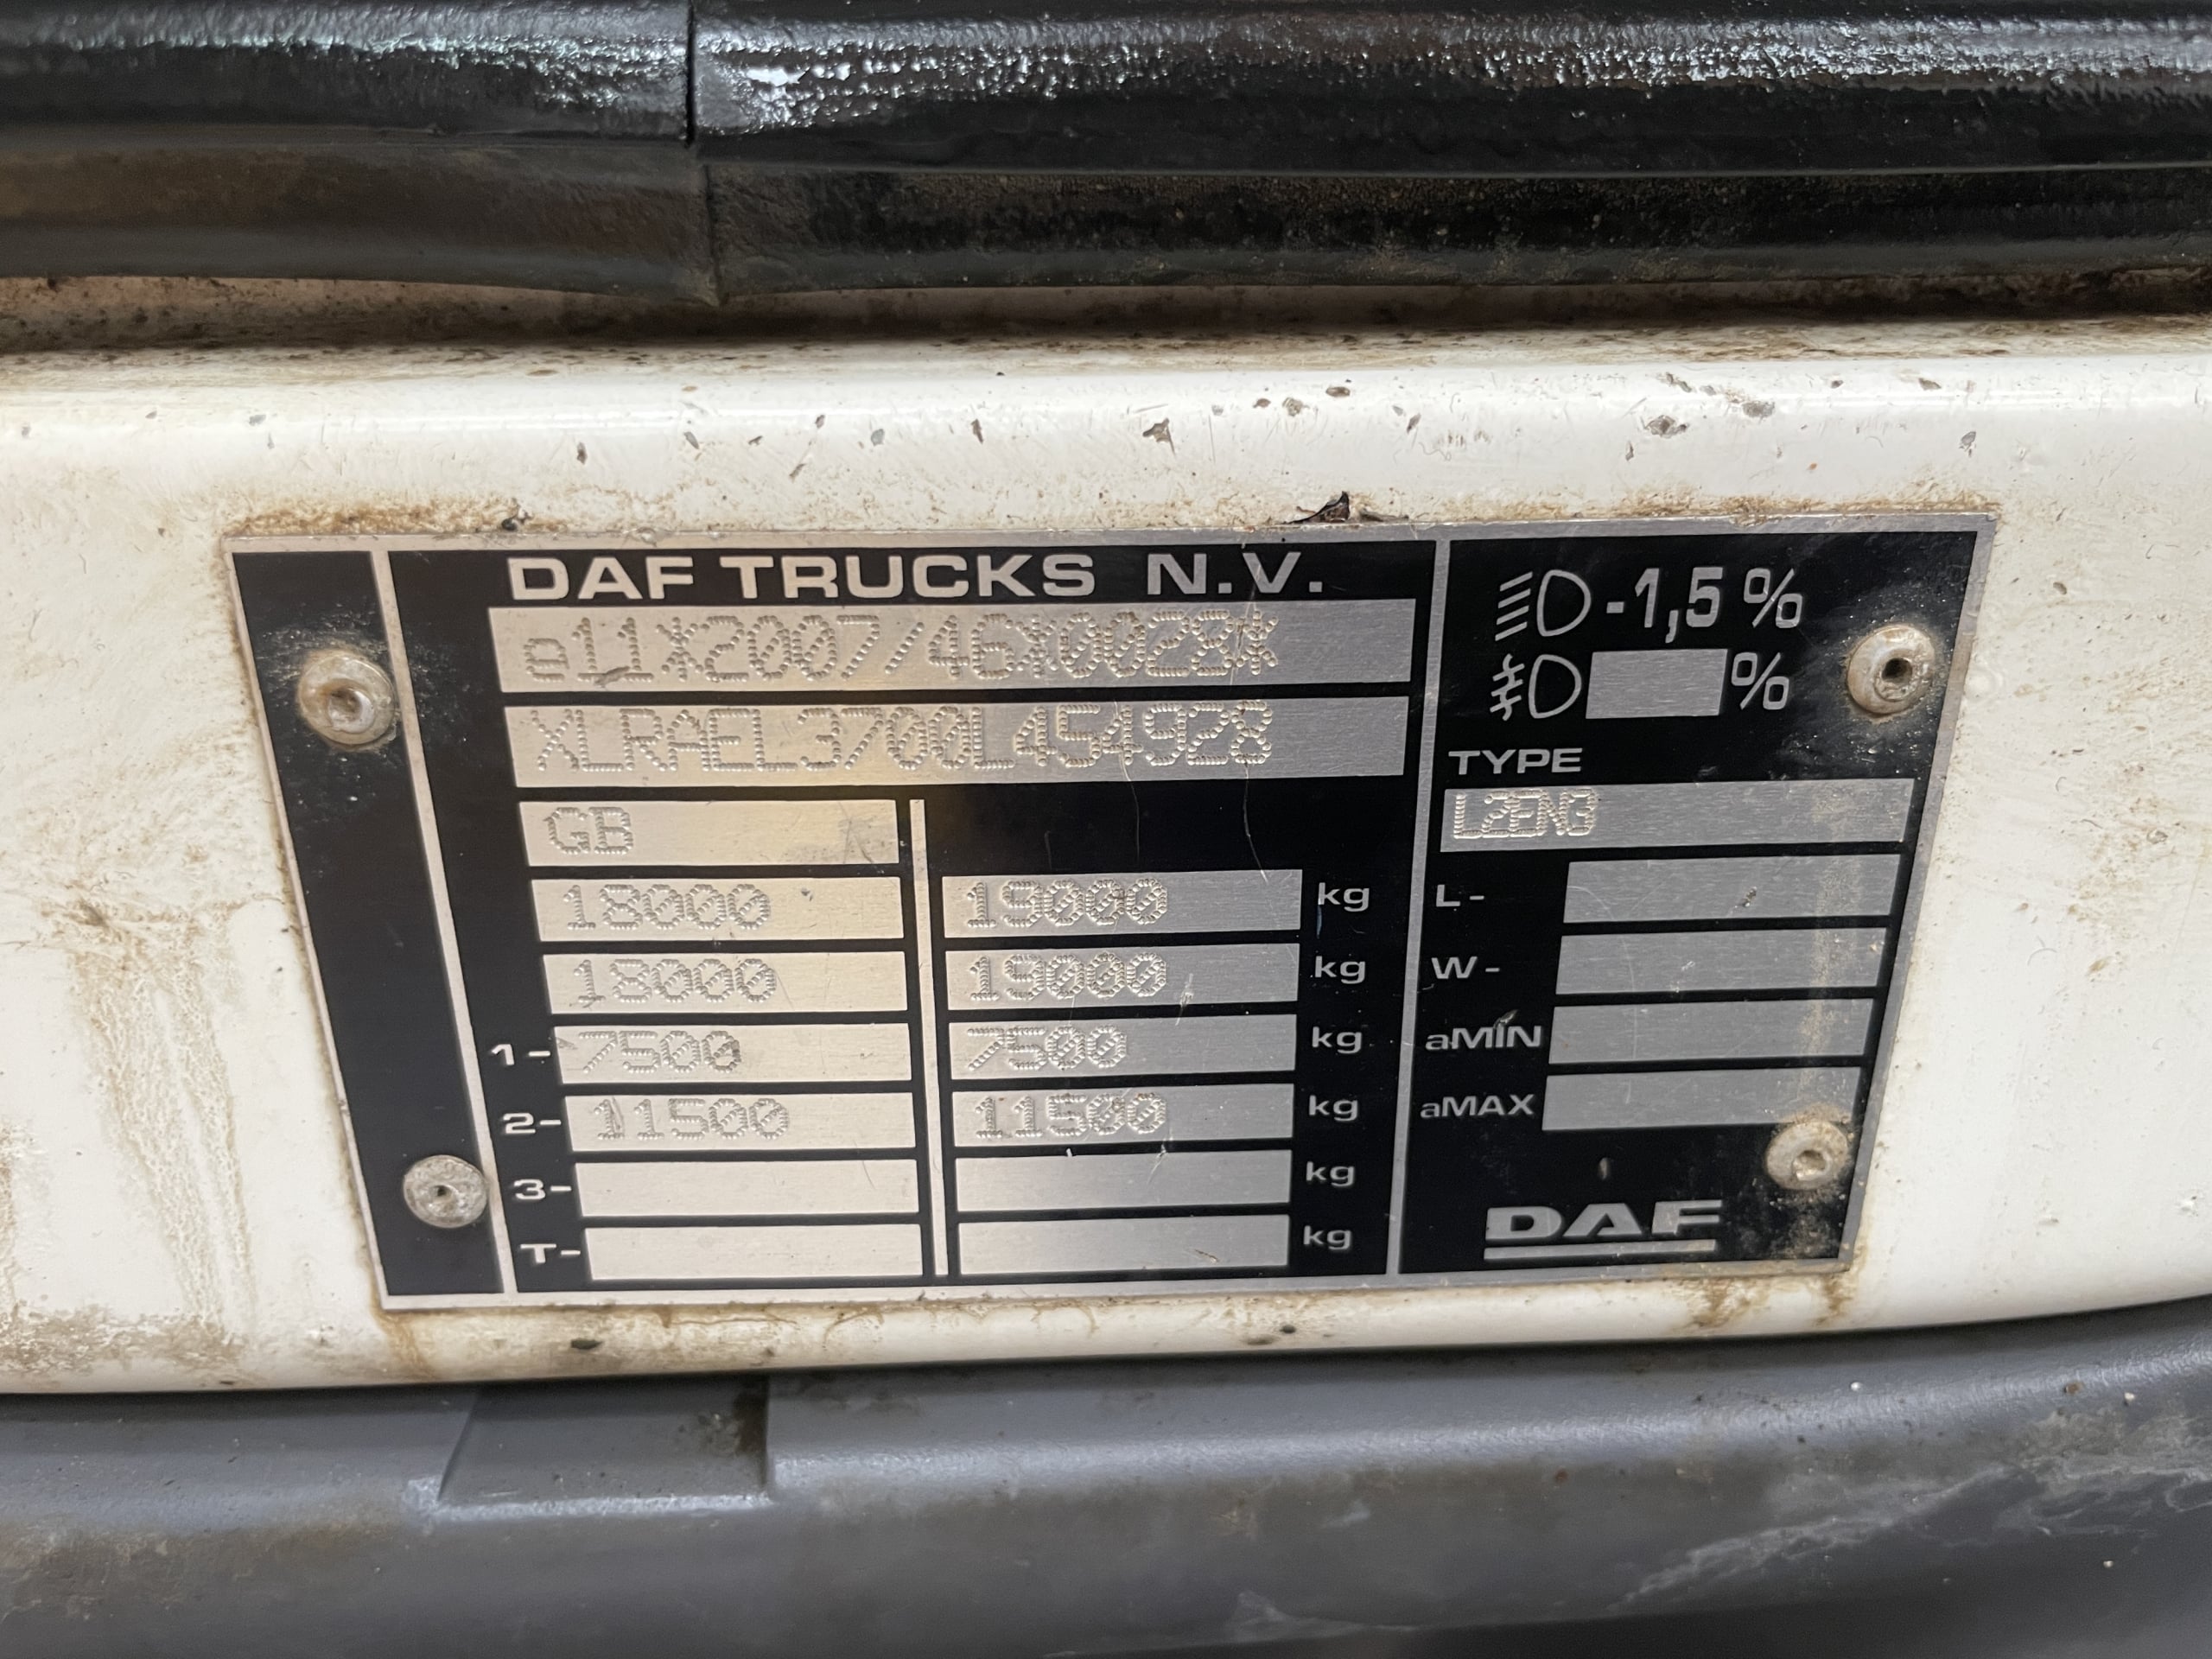 DAF TRUCKS N.V.
e11*2007/46*0028*
XLRAEL3700L454928
GB
18000 19000 kg
18000 19000 kg
1- 7500 7500 kg
2- 11500 11500 kg
3- kg
T- kg
-1,5 %
%
TYPE
L2EN3
L-
W-
aMIN
aMAX
DAF